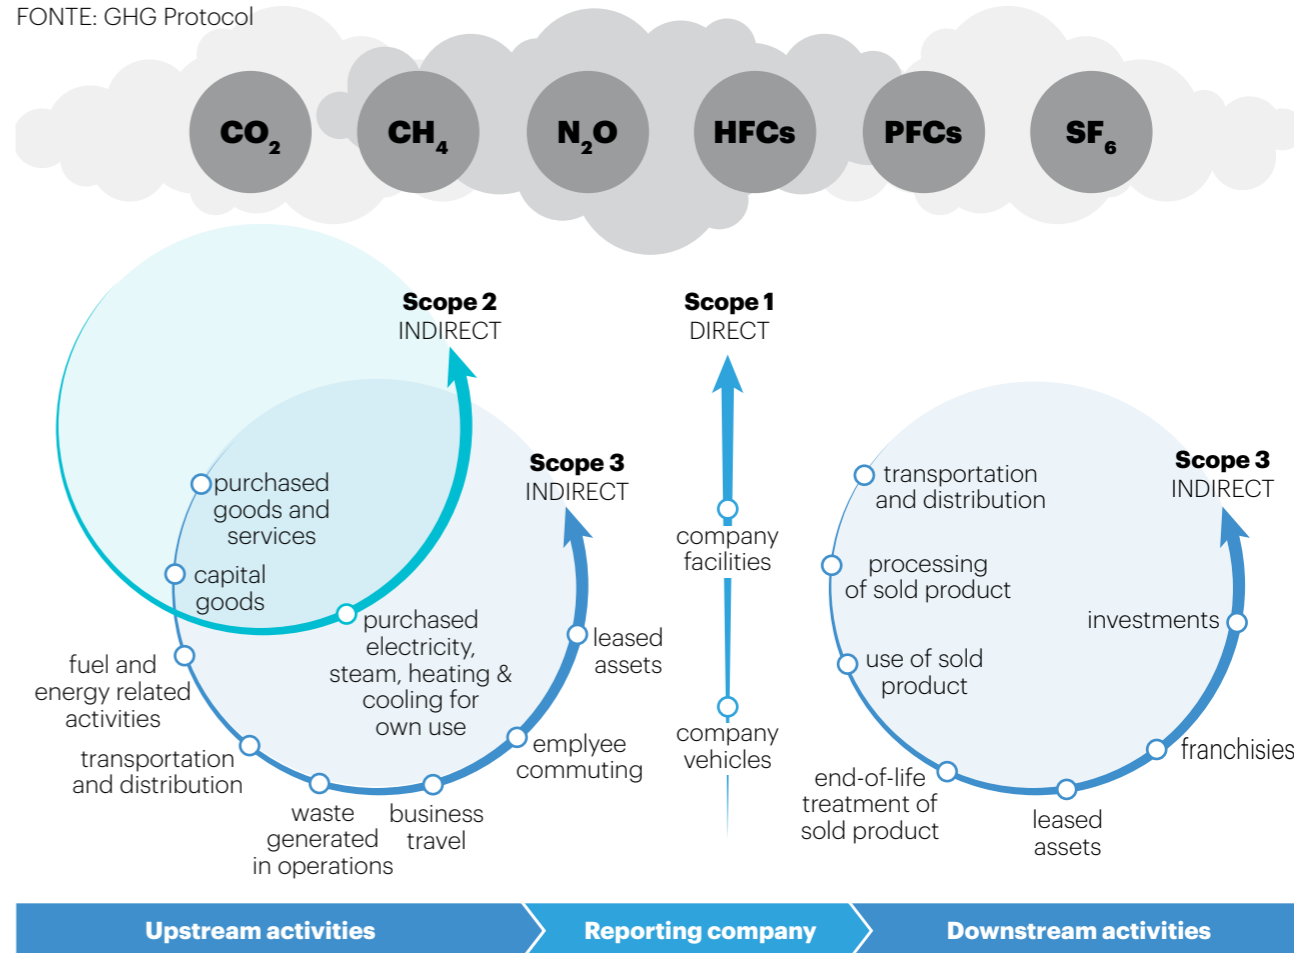 FONTE: GHG Protocol
CO₂
CH₄
N₂O
HFCs
PFCs
SF₆
Scope 2
INDIRECT
purchased
electricity,
steam, heating &
cooling for
own use
Scope 3
INDIRECT
purchased
goods and
services
capital
goods
fuel and
energy related
activities
transportation
and distribution
waste
generated
in operations
business
travel
emplyee
commuting
leased
assets
Scope 1
DIRECT
company
facilities
company
vehicles
Scope 3
INDIRECT
transportation
and distribution
processing
of sold product
use of sold
product
end-of-life
treatment of
sold product
leased
assets
franchisies
investments
Upstream activities
Reporting company
Downstream activities